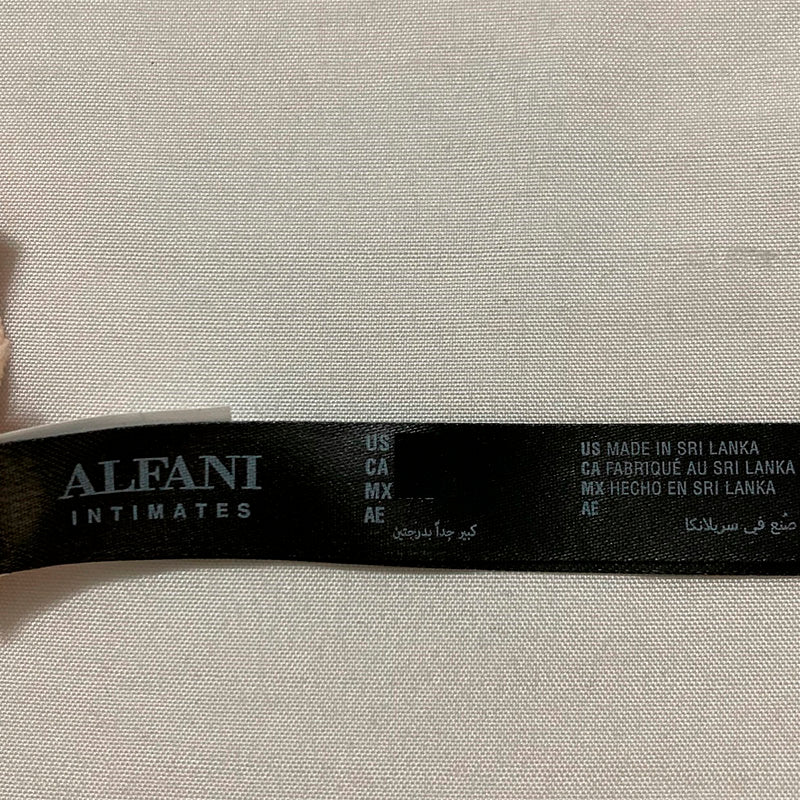 ALFANI
INTIMATES
US
CA
MX
AE
كبير جداً بدرجتين
US MADE IN SRI LANKA
CA FABRIQUÉ AU SRI LANKA
MX HECHO EN SRI LANKA
AE
صُنع في سريلانكا